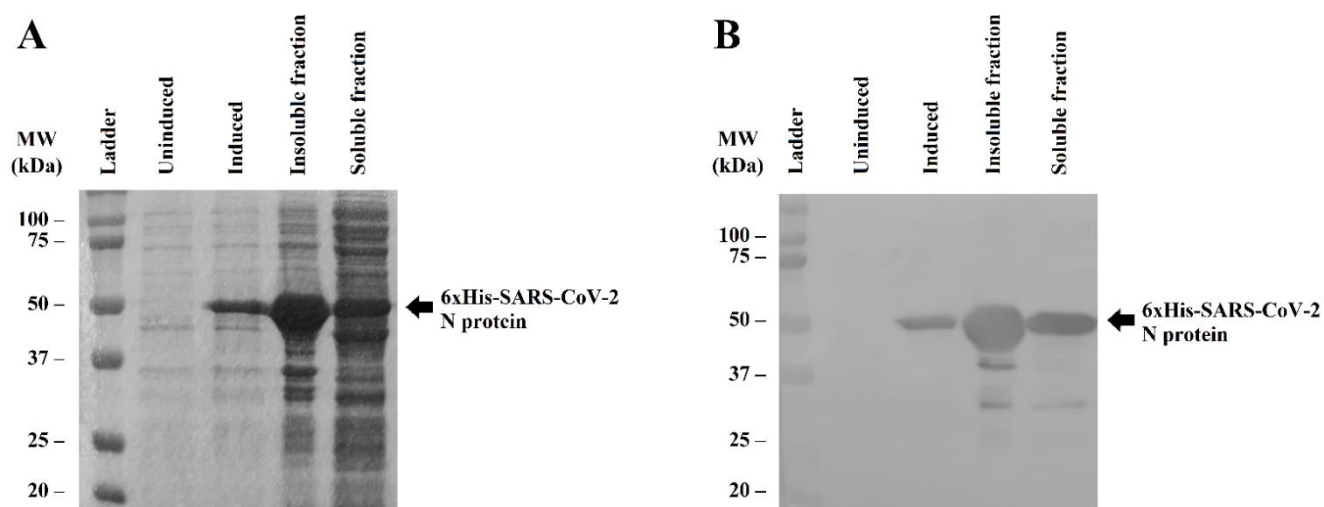 A
MW
(kDa)
Ladder
Uninduced
Induced
Insoluble fraction
Soluble fraction
100 –
75 –
50 –
37 –
25 –
20 –
6xHis-SARS-CoV-2
N protein
B
MW
(kDa)
Ladder
Uninduced
Induced
Insoluble fraction
Soluble fraction
100 –
75 –
50 –
37 –
25 –
20 –
6xHis-SARS-CoV-2
N protein